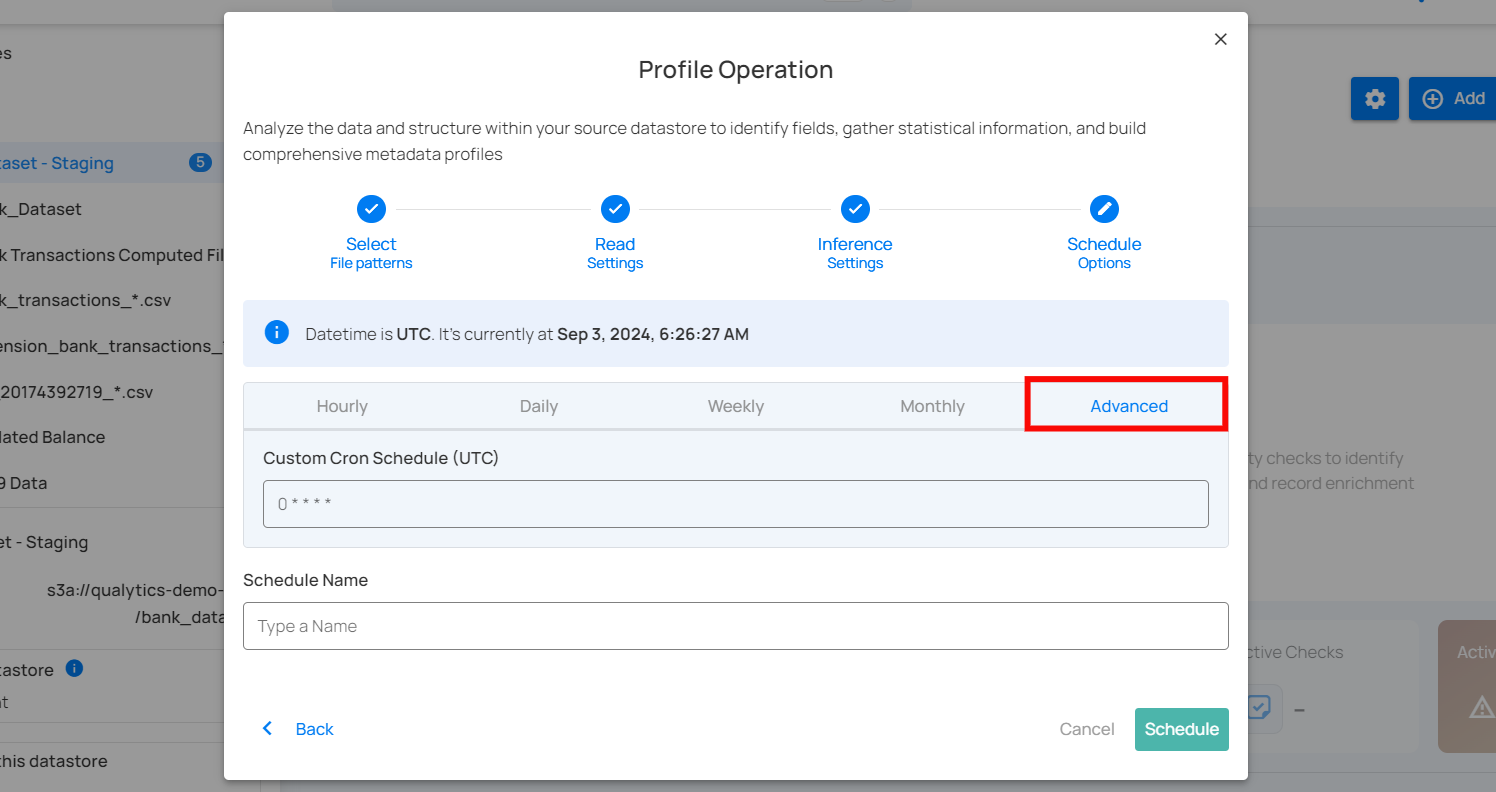 Profile Operation
Analyze the data and structure within your source datastore to identify fields, gather statistical information, and build
comprehensive metadata profiles
Select
File patterns
Read
Settings
Inference
Settings
Schedule
Options
Datetime is UTC. It's currently at Sep 3, 2024, 6:26:27 AM
Hourly
Daily
Weekly
Monthly
Advanced
Custom Cron Schedule (UTC)
0 * * * *
Schedule Name
Type a Name
Back
Cancel
Schedule
es
taset - Staging
5
k_Dataset
k Transactions Computed Fil
k_transactions_*.csv
ension_bank_transactions_
20174392719_*.csv
lated Balance
9 Data
et - Staging
s3a://qualytics-demo-
/bank_data
tastore
t
this datastore
Add
ty checks to identify
nd record enrichment
ctive Checks
–
Activ